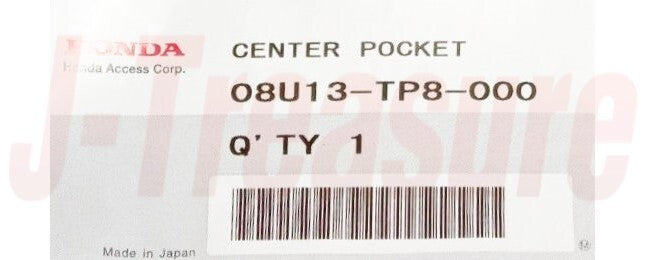 HONDA
Honda Access Corp.
CENTER POCKET
08U13-TP8-000
Q'TY 1
Made in Japan
J-Treasure